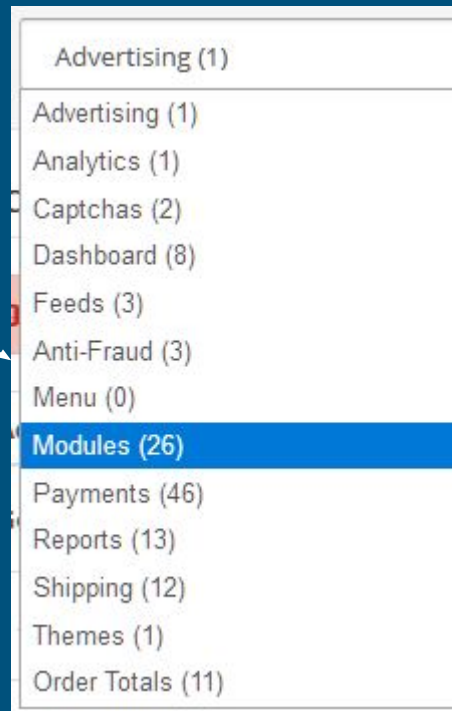 Advertising (1)
Advertising (1)
Analytics (1)
Captchas (2)
Dashboard (8)
Feeds (3)
Anti-Fraud (3)
Menu (0)
Modules (26)
Payments (46)
Reports (13)
Shipping (12)
Themes (1)
Order Totals (11)